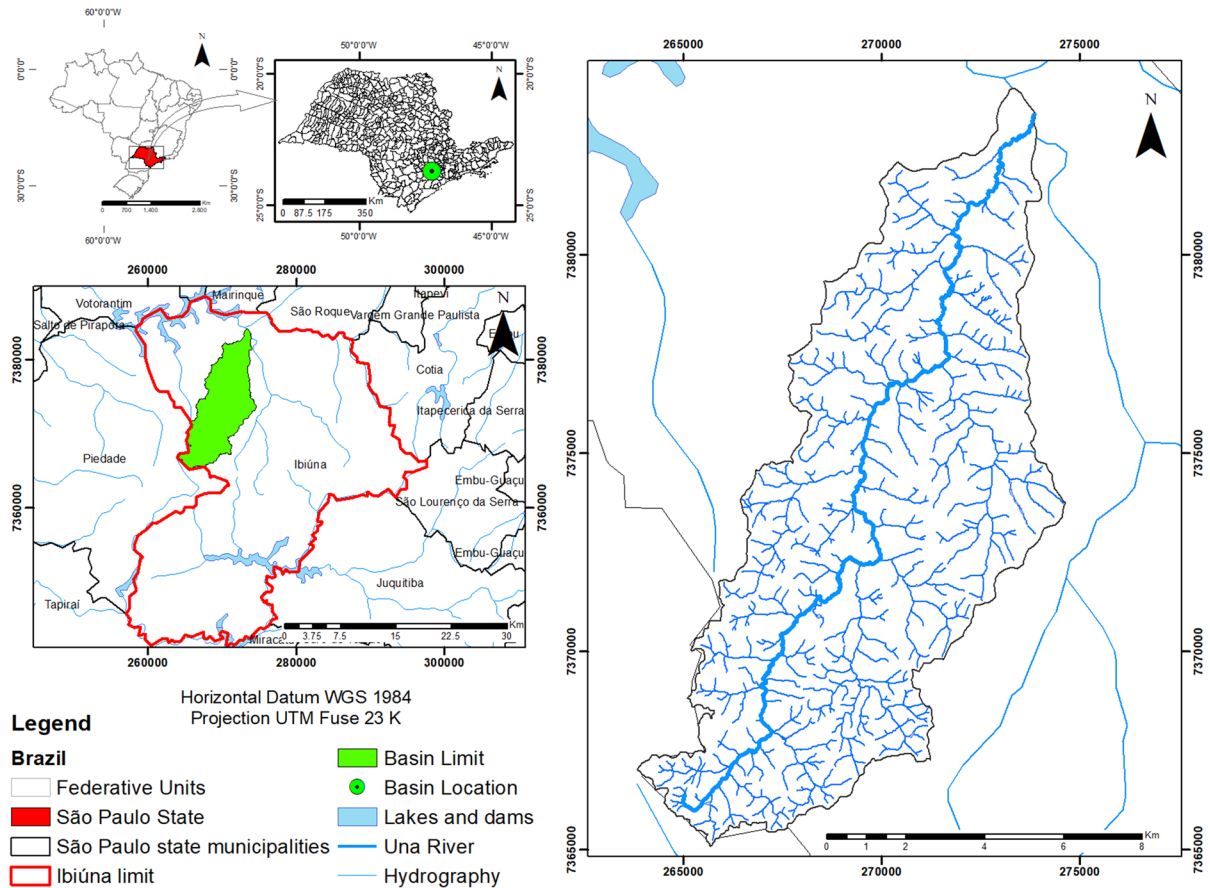 60°0'0"W
N
0°0'0"
0°0'0"
30°0'0"S
30°0'0"S
Km
0 700 1.400 2.800
60°0'0"W
50°0'0"W
45°0'0"W
20°0'0"S
20°0'0"S
N
Km
0 87.5 175 350
25°0'0"S
25°0'0"S
50°0'0"W
45°0'0"W
260000
280000
300000
Votorantim
Mairinque
Itapevi
N
Salto de Pirapora
São Roque
Vargem Grande Paulista
Embu
7380000
7380000
Cotia
Itapecerica da Serra
Piedade
Ibiúna
Embu-Guaçu
São Lourenço da Serra
7360000
7360000
Embu-Guaçu
Juquitiba
Tapiraí
Km
0 3.75 7.5 15 22.5 30
260000
280000
300000
265000
270000
275000
N
7380000
7380000
7375000
7375000
7370000
7370000
Km
0 1 2 4 6 8
7365000
7365000
265000
270000
275000
Horizontal Datum WGS 1984
Projection UTM Fuse 23 K
Legend
Brazil
Federative Units
São Paulo State
São Paulo state municipalities
Ibiúna limit
Basin Limit
Basin Location
Lakes and dams
Una River
Hydrography